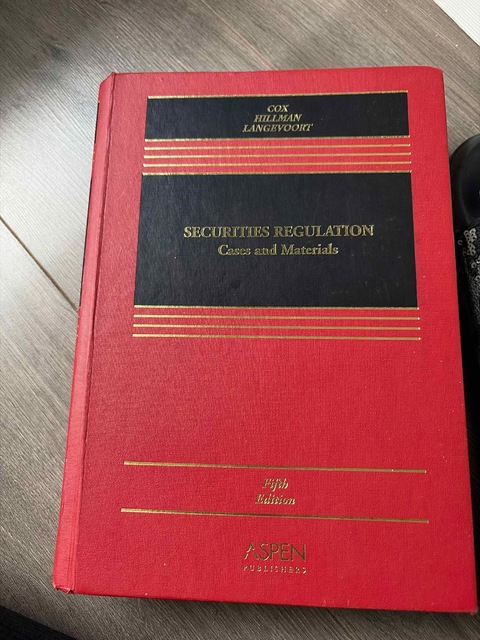 COX
HILLMAN
LANGEVOORT
SECURITIES REGULATION
Cases and Materials
Fifth
Edition
ASPEN
PUBLISHERS